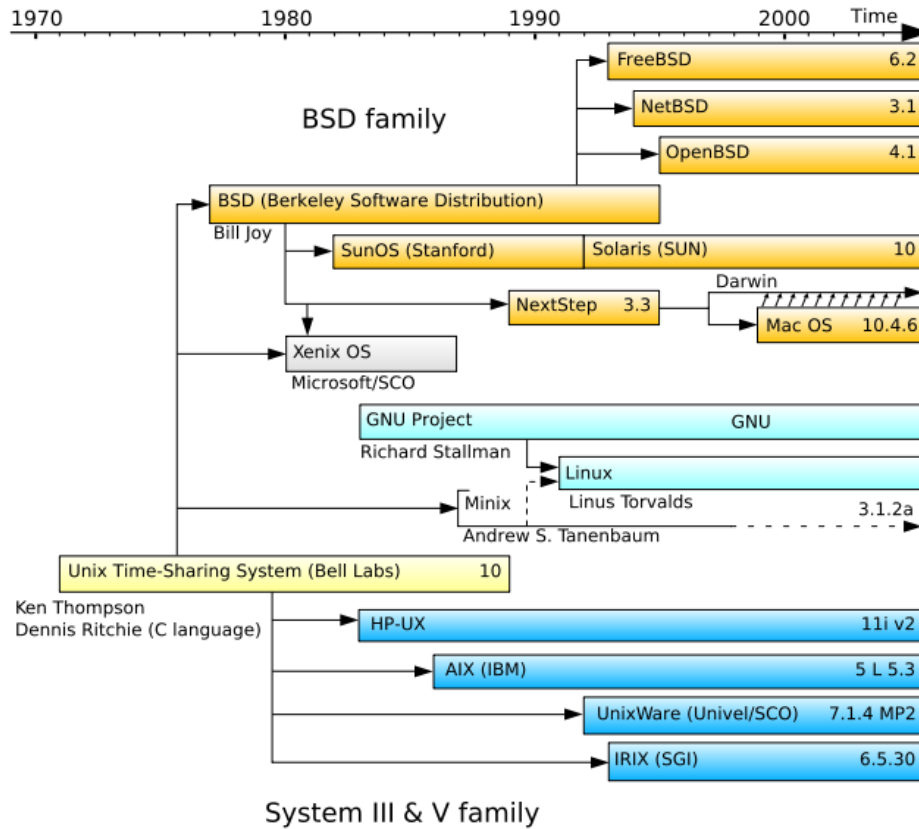 1970 1980 1990 2000 Time
FreeBSD 6.2
BSD family
NetBSD 3.1
OpenBSD 4.1
BSD (Berkeley Software Distribution)
Bill Joy
SunOS (Stanford) Solaris (SUN) 10
Darwin
NextStep 3.3
Mac OS 10.4.6
Xenix OS
Microsoft/SCO
GNU Project GNU
Richard Stallman
Linux
Linus Torvalds
Minix
3.1.2a
Andrew S. Tanenbaum
Unix Time-Sharing System (Bell Labs) 10
Ken Thompson
Dennis Ritchie (C language)
HP-UX 11i v2
AIX (IBM) 5 L 5.3
UnixWare (Univel/SCO) 7.1.4 MP2
IRIX (SGI) 6.5.30
System III & V family